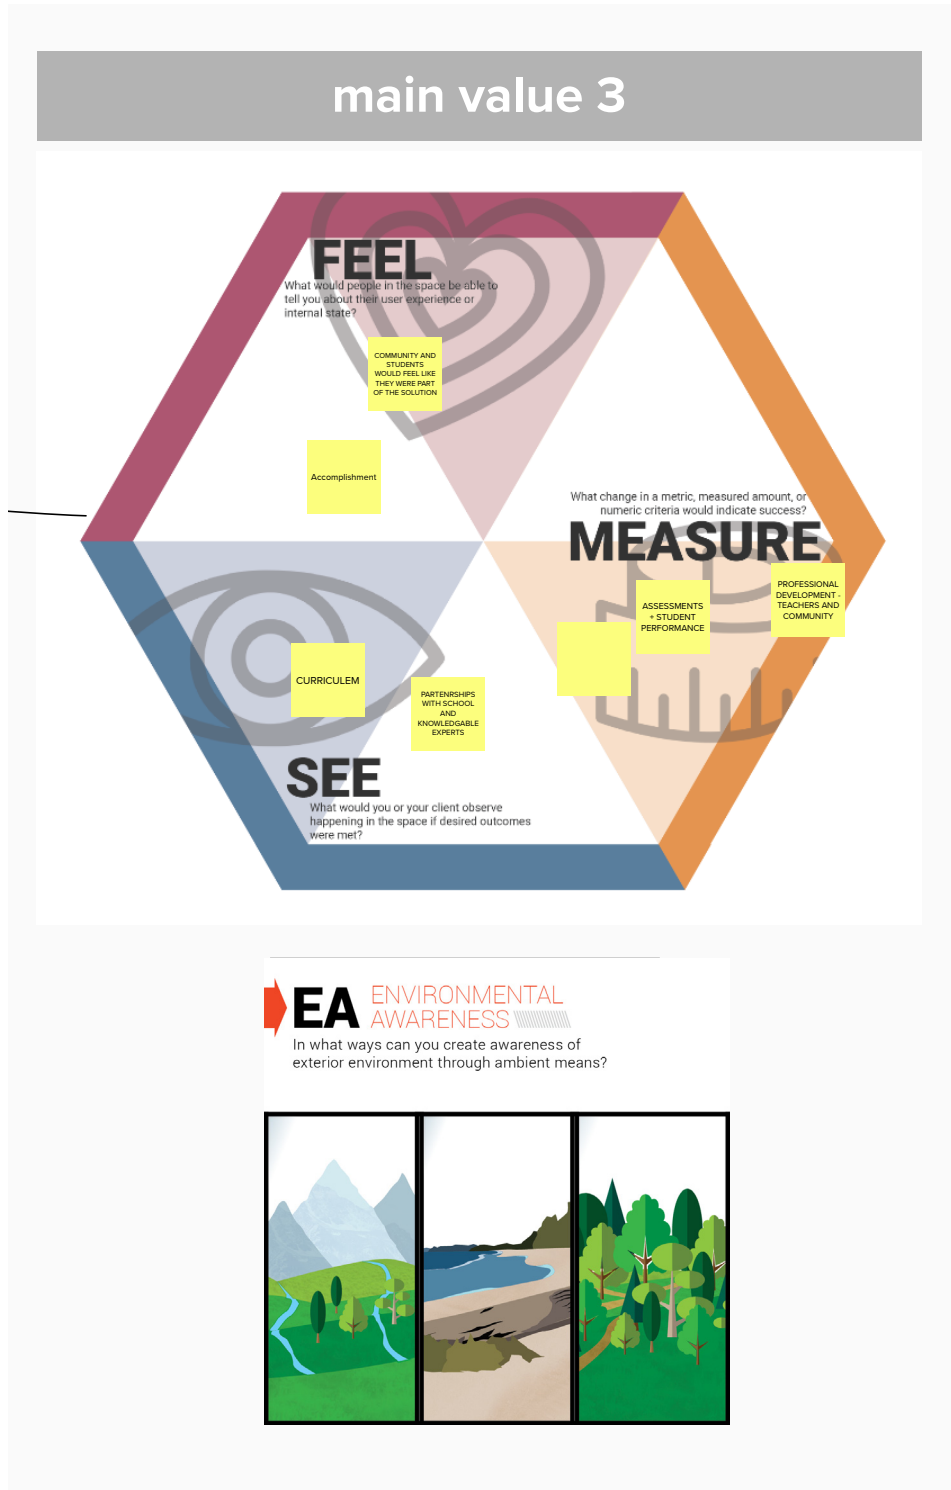 main value 3
FEEL
What would people in the space be able to
tell you about their user experience or
internal state?
COMMUNITY AND
STUDENTS
WOULD FEEL LIKE
THEY WERE PART
OF THE SOLUTION
Accomplishment
What change in a metric, measured amount, or
numeric criteria would indicate success?
MEASURE
PROFESSIONAL
DEVELOPMENT -
TEACHERS AND
COMMUNITY
ASSESSMENTS
+ STUDENT
PERFORMANCE
CURRICULEM
PARTENRSHIPS
WITH SCHOOL
AND
KNOWLEDGABLE
EXPERTS
SEE
What would you or your client observe
happening in the space if desired outcomes
were met?
EA ENVIRONMENTAL
AWARENESS
In what ways can you create awareness of
exterior environment through ambient means?